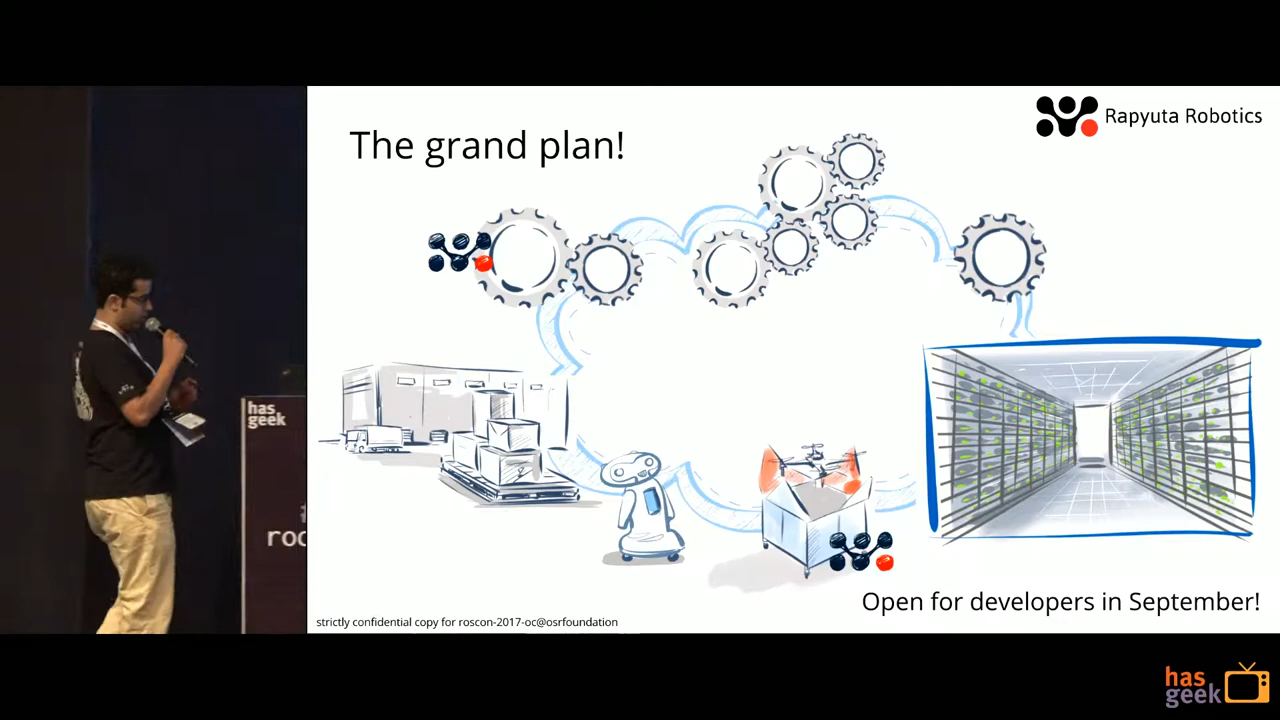 The grand plan!
Rapyuta Robotics
has
geek
roc
Open for developers in September!
strictly confidential copy for roscon-2017-oc@osrfoundation
has
geek